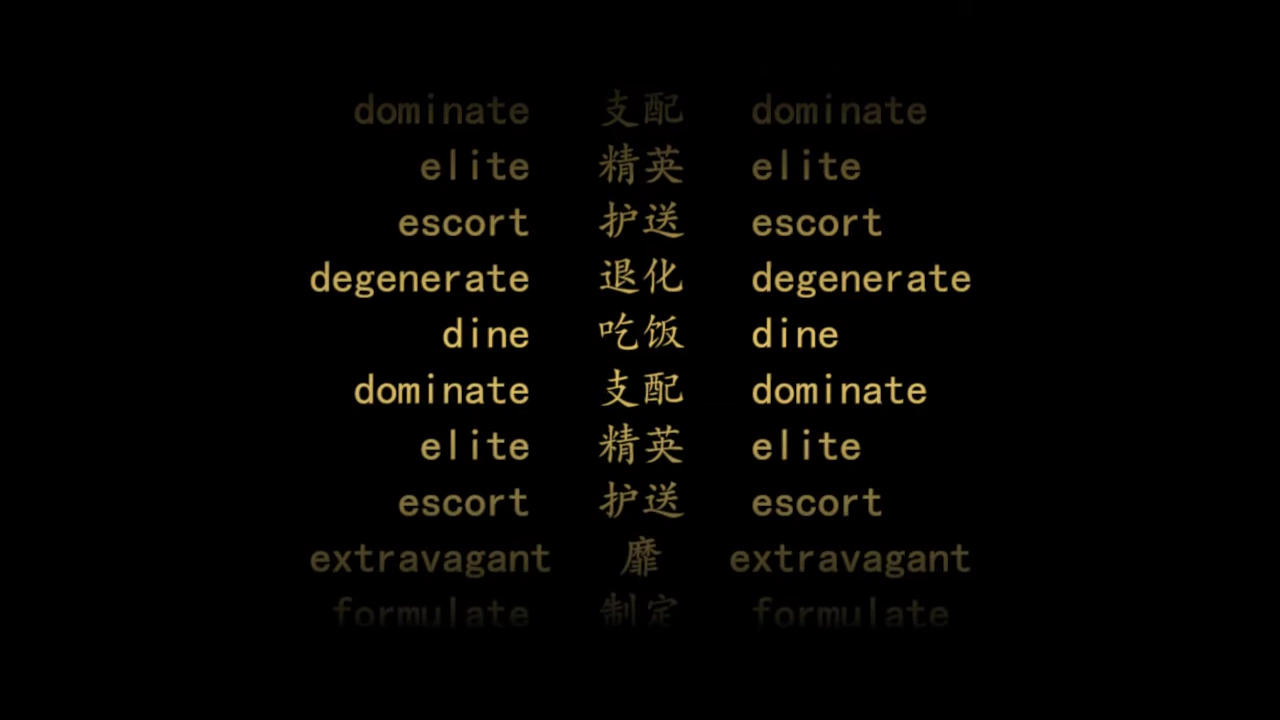 dominate 支配 dominate
elite 精英 elite
escort 护送 escort
degenerate 退化 degenerate
dine 吃饭 dine
dominate 支配 dominate
elite 精英 elite
escort 护送 escort
extravagant 靡 extravagant
formulate 制定 formulate